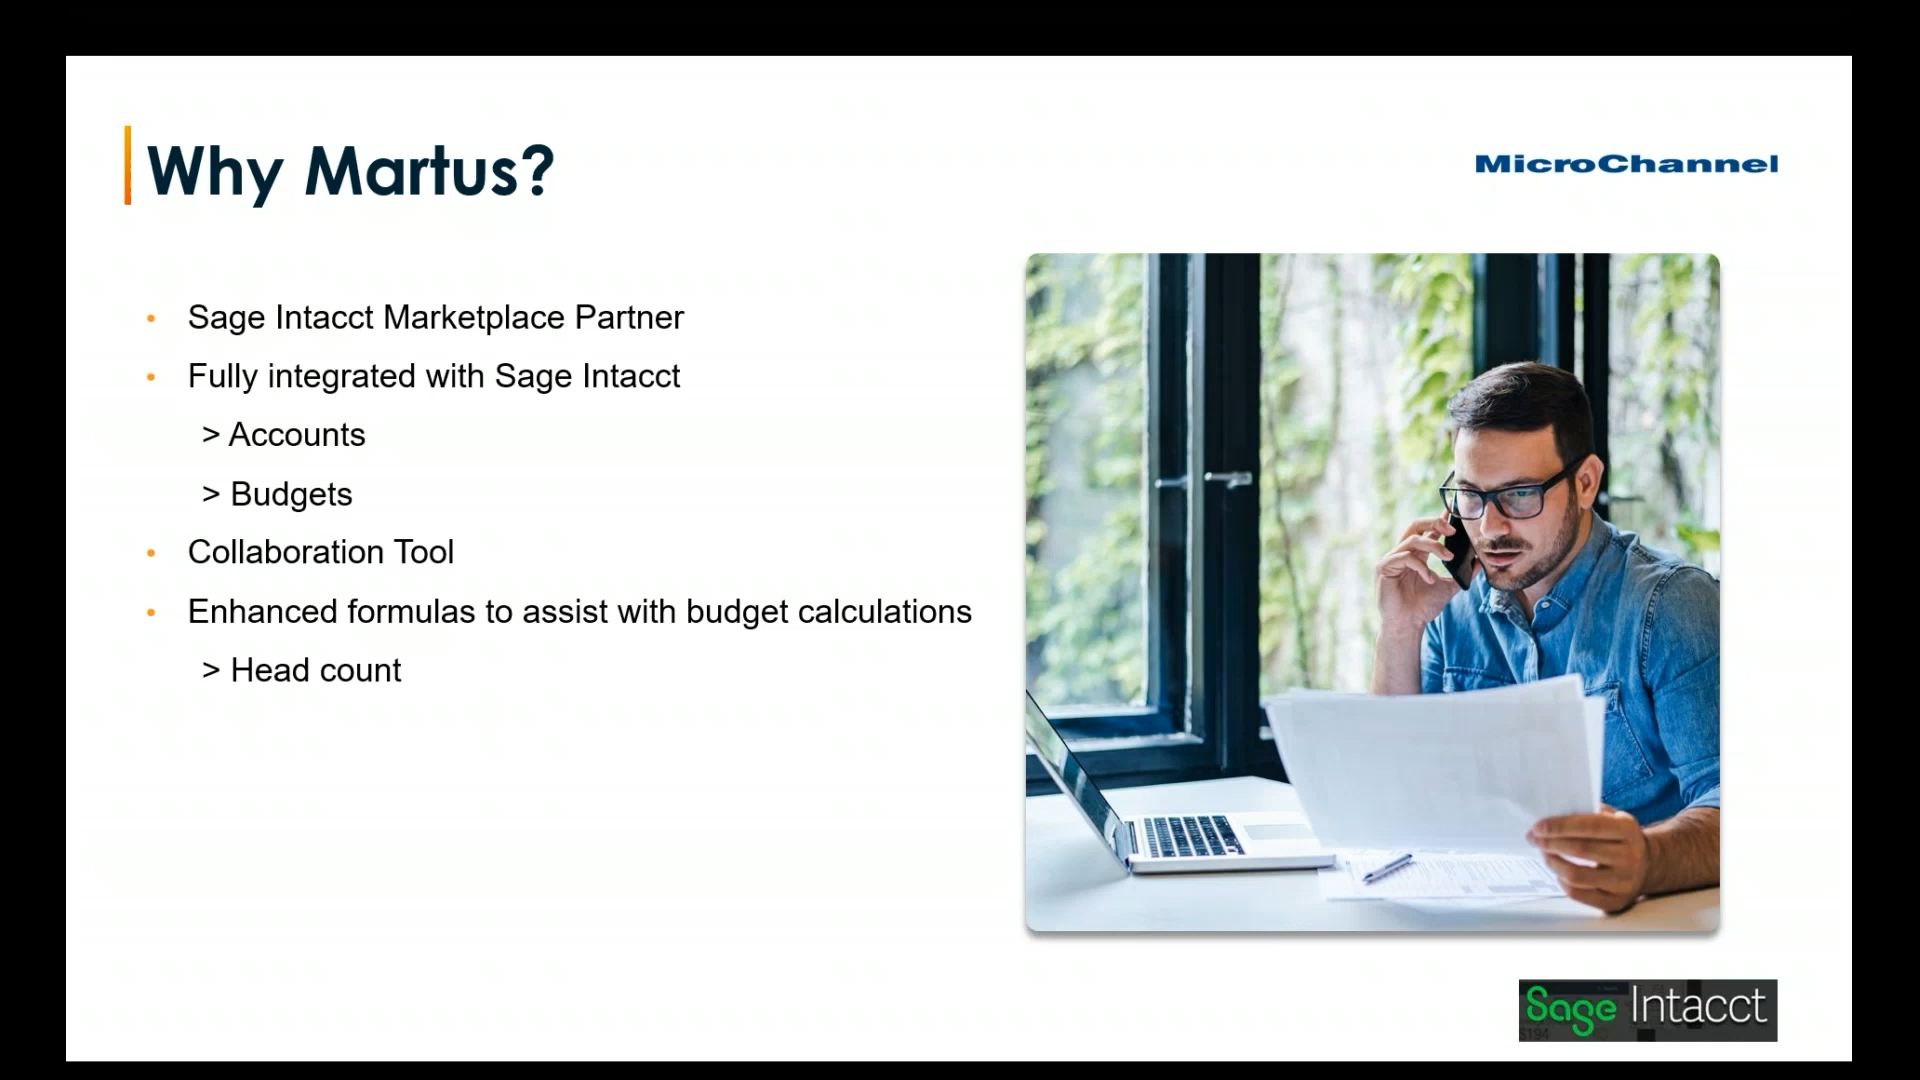 Why Martus?
MicroChannel
• Sage Intacct Marketplace Partner
• Fully integrated with Sage Intacct
> Accounts
> Budgets
• Collaboration Tool
• Enhanced formulas to assist with budget calculations
> Head count
Sage Intacct
$194